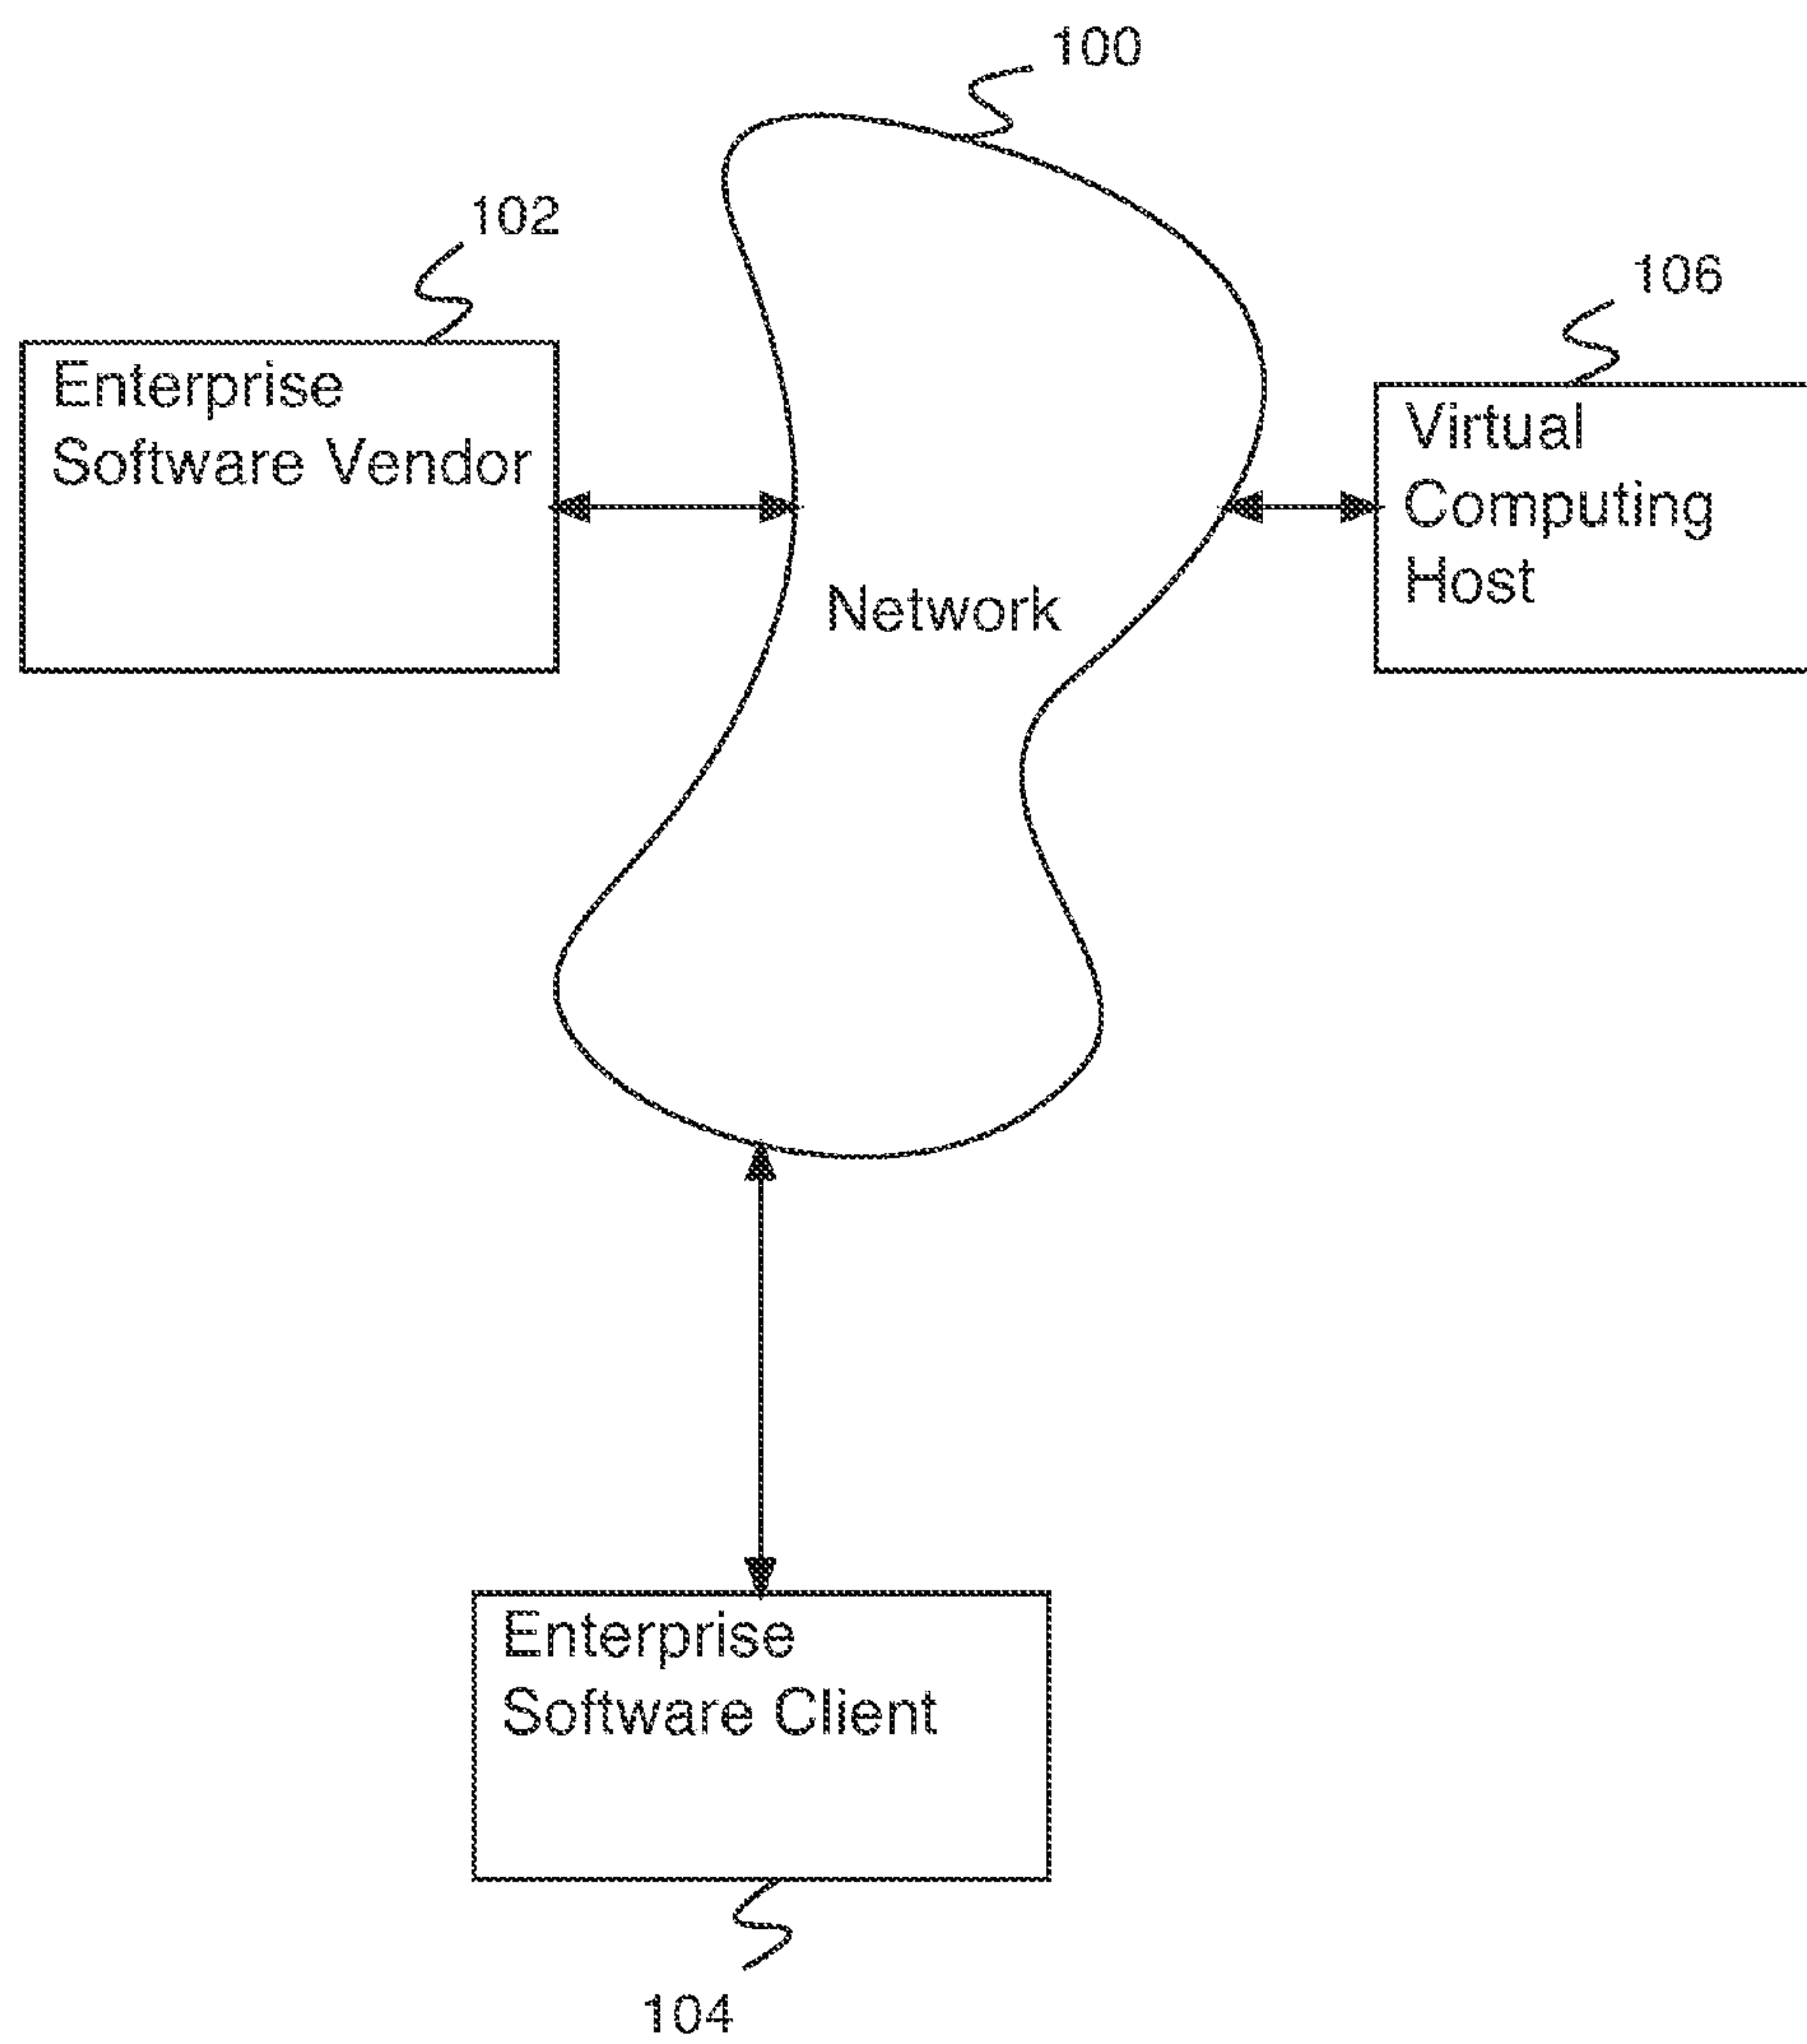 100
102
106
Enterprise
Software Vendor
Virtual
Computing
Host
Network
Enterprise
Software Client
104